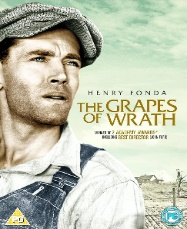 HENRY FONDA
THE GRAPES
OF WRATH
WINNER OF 2 ACADEMY AWARDS
INCLUDING BEST DIRECTOR JOHN FORD
PG